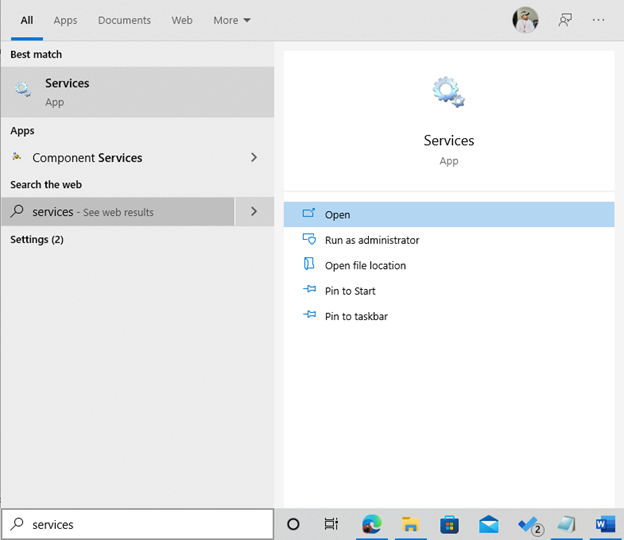 All Apps Documents Web More
Best match
Services
App
Apps
Component Services
Search the web
services - See web results
Settings (2)
Services
App
Open
Run as administrator
Open file location
Pin to Start
Pin to taskbar
services
2
W